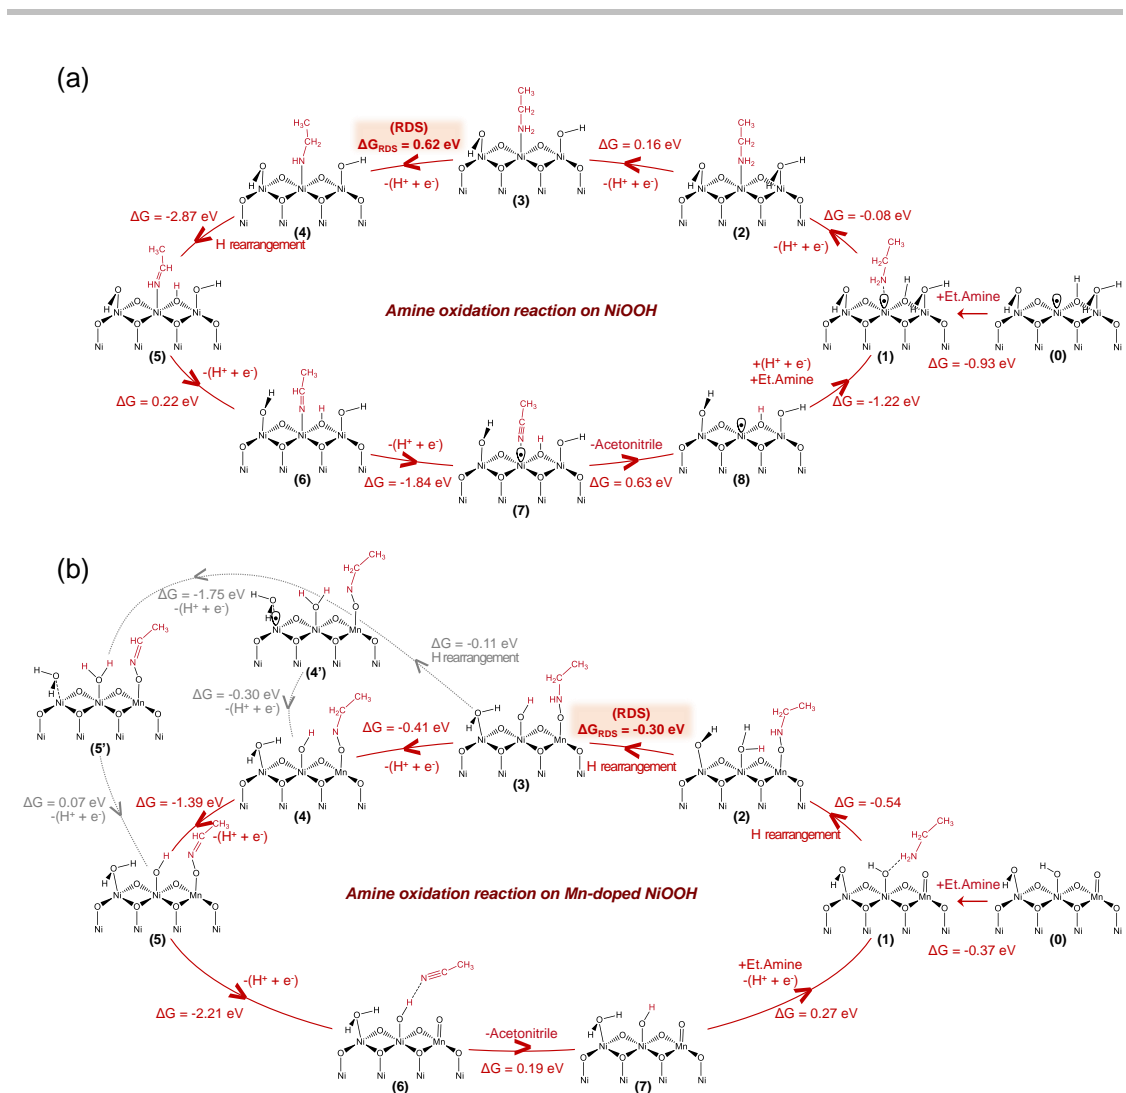 (a)
(RDS)
ΔG_RDS = 0.62 eV
-(H⁺ + e⁻)
(3)
ΔG = 0.16 eV
-(H⁺ + e⁻)
(2)
ΔG = -0.08 eV
-(H⁺ + e⁻)
(4)
ΔG = -2.87 eV
H rearrangement
(5)
Amine oxidation reaction on NiOOH
(1)
+Et.Amine
ΔG = -0.93 eV
(0)
-(H⁺ + e⁻)
ΔG = 0.22 eV
(6)
-(H⁺ + e⁻)
ΔG = -1.84 eV
(7)
-Acetonitrile
ΔG = 0.63 eV
(8)
+(H⁺ + e⁻)
+Et.Amine
ΔG = -1.22 eV
(b)
ΔG = -1.75 eV
-(H⁺ + e⁻)
(4')
ΔG = -0.11 eV
H rearrangement
(5')
ΔG = -0.30 eV
-(H⁺ + e⁻)
ΔG = -0.41 eV
-(H⁺ + e⁻)
(4)
(3)
(RDS)
ΔG_RDS = -0.30 eV
H rearrangement
(2)
ΔG = -0.54
H rearrangement
ΔG = 0.07 eV
-(H⁺ + e⁻)
ΔG = -1.39 eV
-(H⁺ + e⁻)
(5)
Amine oxidation reaction on Mn-doped NiOOH
(1)
+Et.Amine
ΔG = -0.37 eV
(0)
-(H⁺ + e⁻)
ΔG = -2.21 eV
(6)
-Acetonitrile
ΔG = 0.19 eV
(7)
+Et.Amine
-(H⁺ + e⁻)
ΔG = 0.27 eV